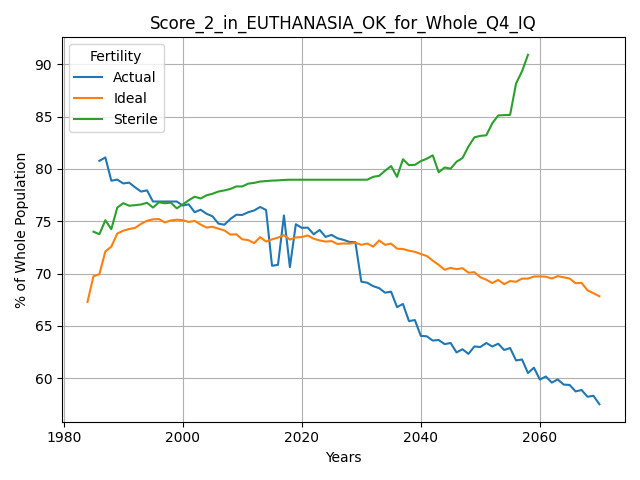 Score_2_in_EUTHANASIA_OK_for_Whole_Q4_IQ
Fertility
Actual
Ideal
Sterile
% of Whole Population
90
85
80
75
70
65
60
1980
2000
2020
2040
2060
Years